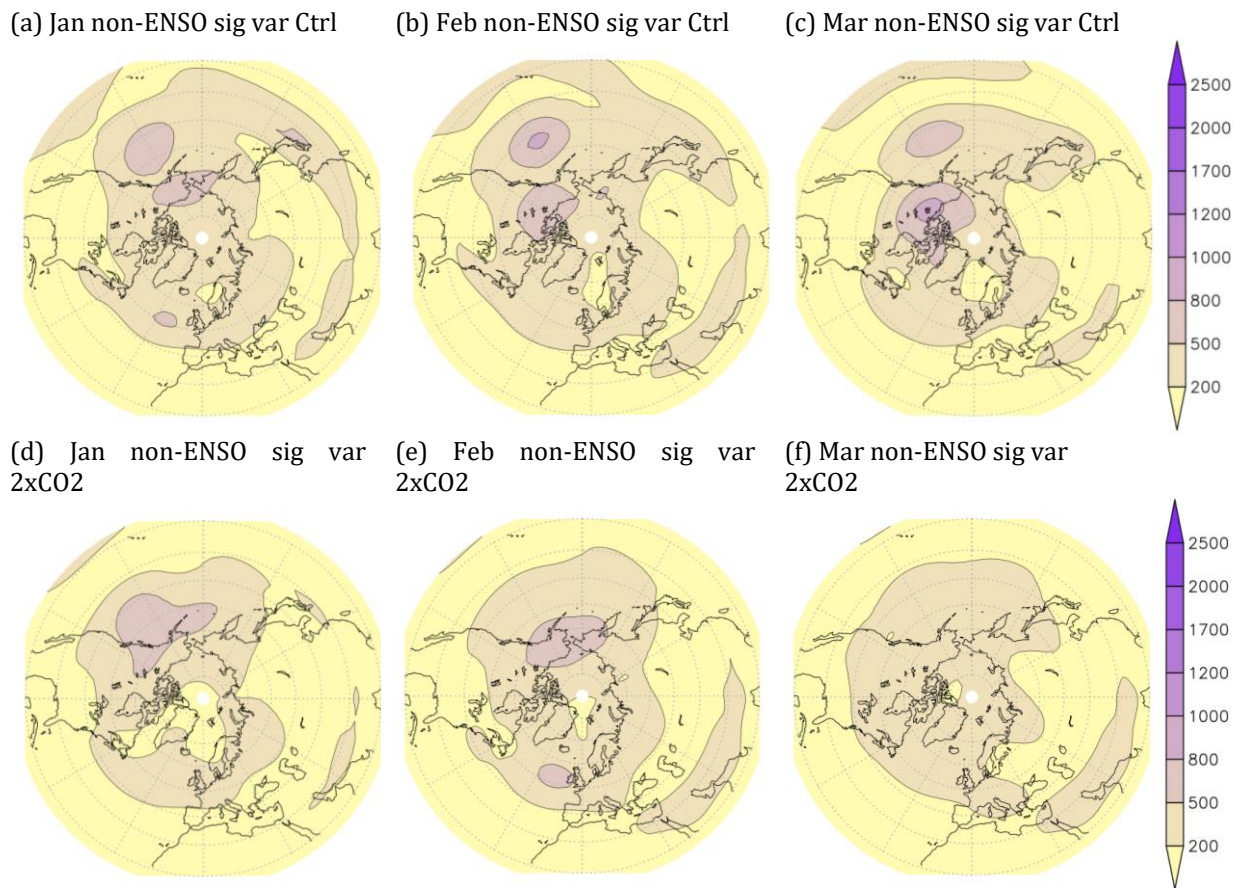 (a) Jan non-ENSO sig var Ctrl
(b) Feb non-ENSO sig var Ctrl
(c) Mar non-ENSO sig var Ctrl
2500
2000
1700
1200
1000
800
500
200
(d) Jan non-ENSO sig var
2xCO2
(e) Feb non-ENSO sig var
2xCO2
(f) Mar non-ENSO sig var
2xCO2
2500
2000
1700
1200
1000
800
500
200